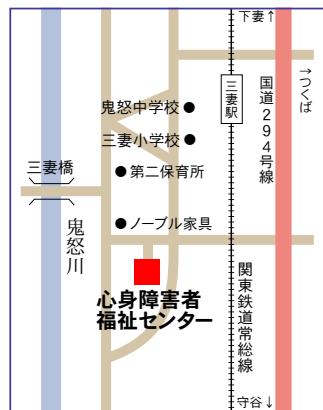 下妻↑
→つくば
国道294号線
三妻駅
鬼怒中学校
三妻小学校
三妻橋
第二保育所
鬼怒川
ノーブル家具
心身障害者
福祉センター
関東鉄道常総線
守谷↓